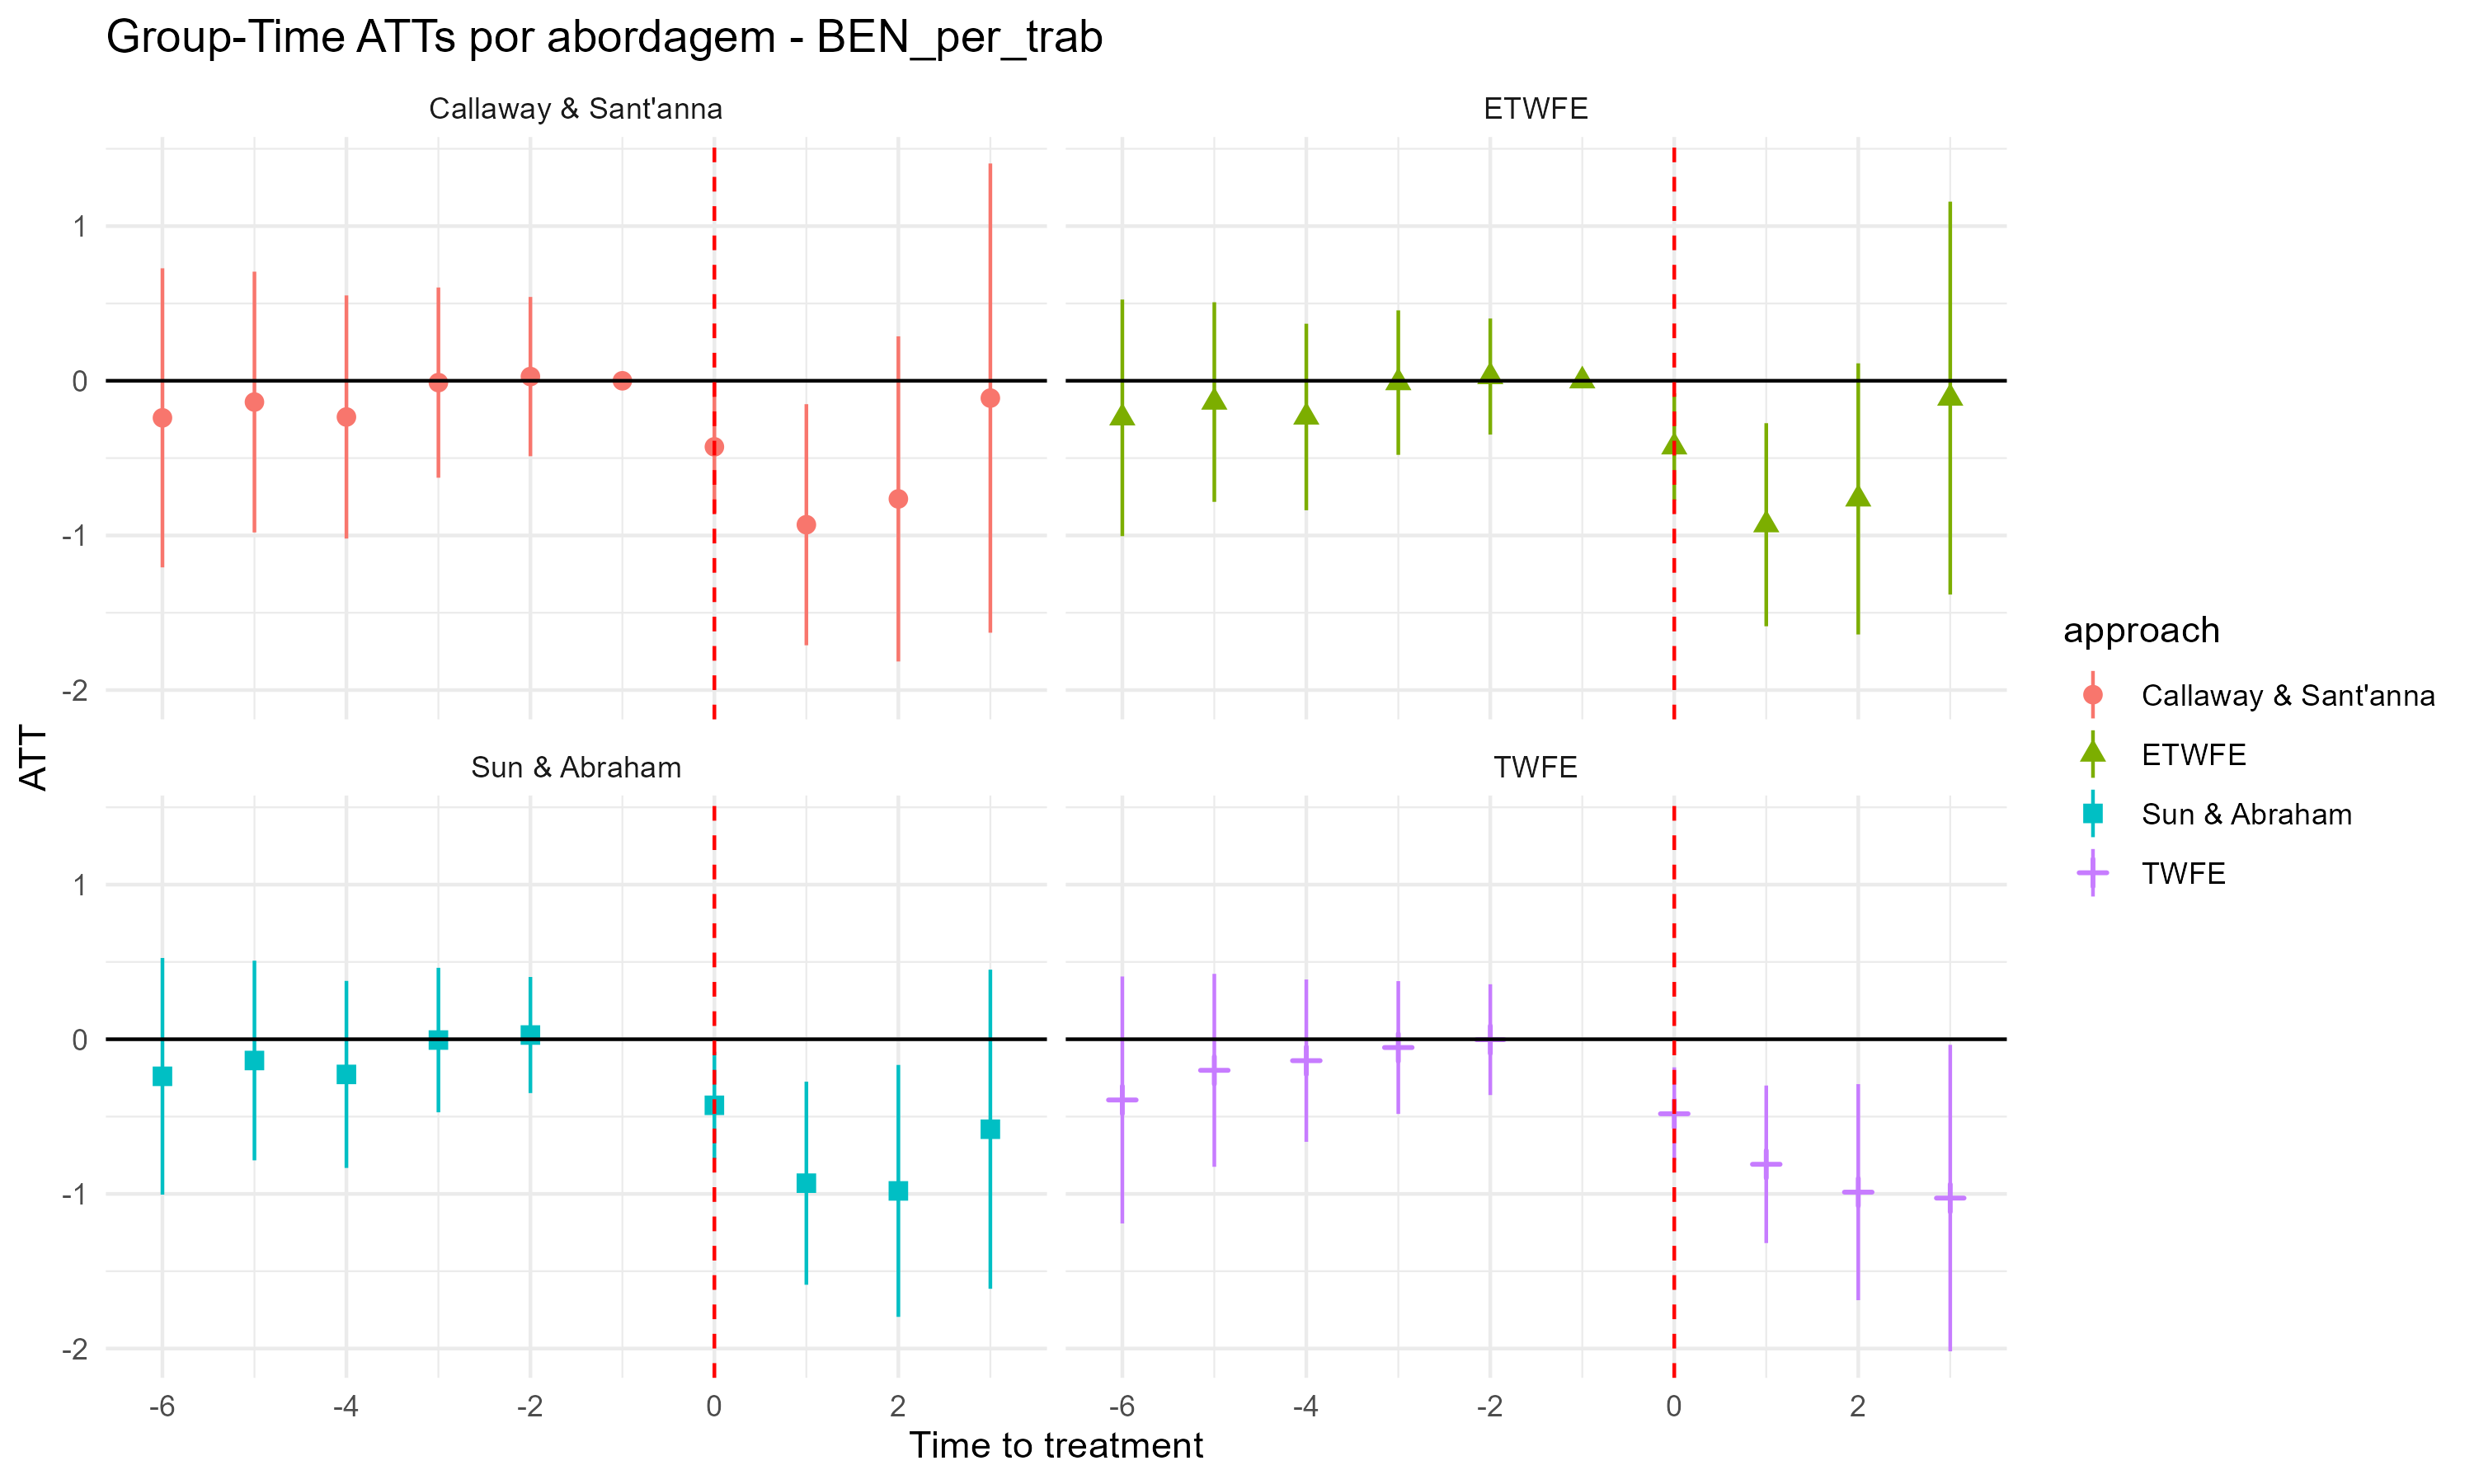 Group-Time ATTs por abordagem - BEN_per_trab
Callaway & Sant'anna
ETWFE
1
0
-1
-2
Sun & Abraham
TWFE
1
0
-1
-2
-6
-4
-2
0
2
-6
-4
-2
0
2
Time to treatment
ATT
approach
Callaway & Sant'anna
ETWFE
Sun & Abraham
TWFE